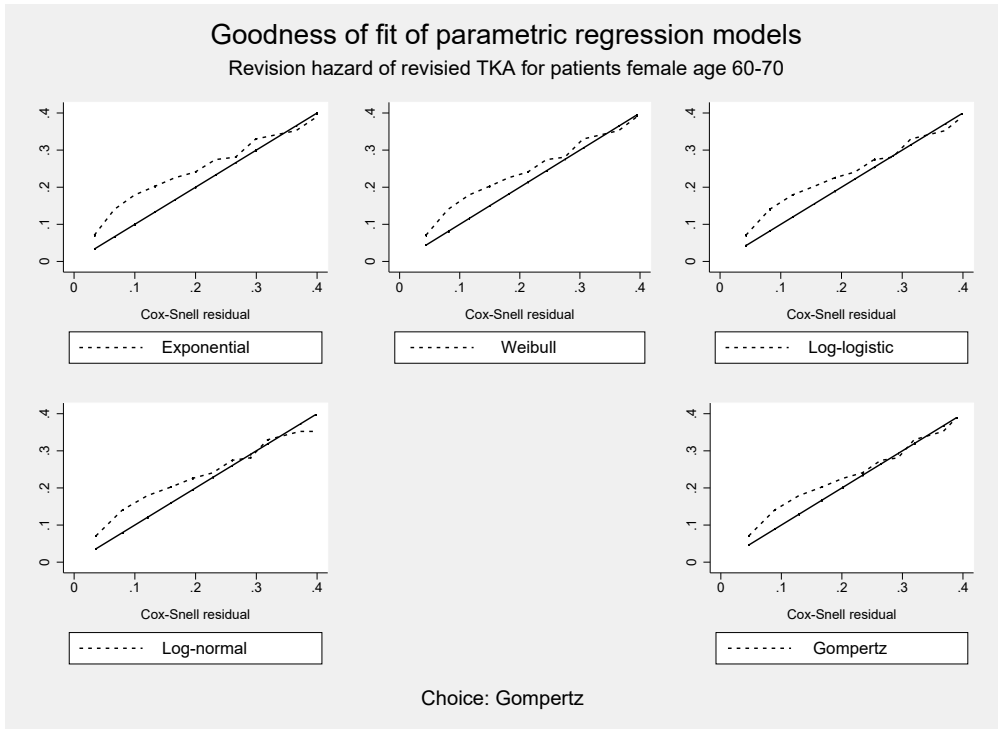 Goodness of fit of parametric regression models
Revision hazard of revisied TKA for patients female age 60-70
0 .1 .2 .3 .4
0 .1 .2 .3 .4
Cox-Snell residual
Exponential
0 .1 .2 .3 .4
0 .1 .2 .3 .4
Cox-Snell residual
Weibull
0 .1 .2 .3 .4
0 .1 .2 .3 .4
Cox-Snell residual
Log-logistic
0 .1 .2 .3 .4
0 .1 .2 .3 .4
Cox-Snell residual
Log-normal
0 .1 .2 .3 .4
0 .1 .2 .3 .4
Cox-Snell residual
Gompertz
Choice: Gompertz